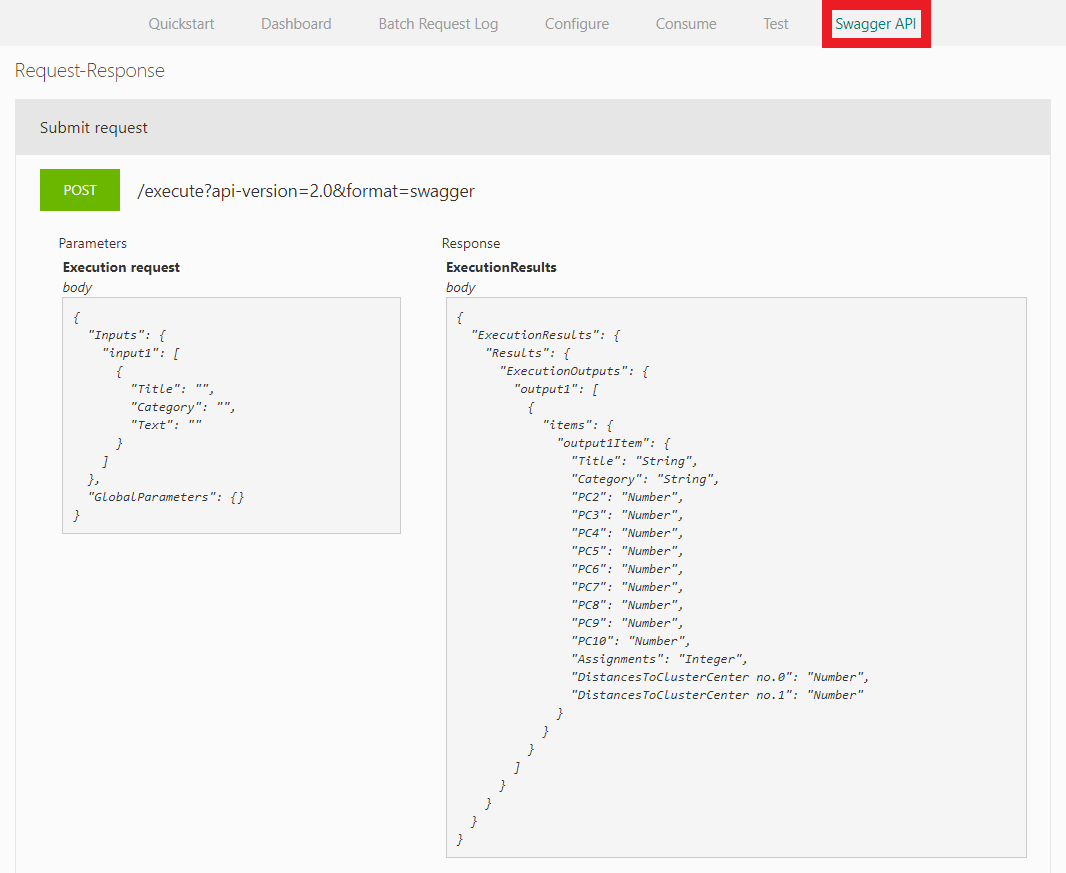 Quickstart Dashboard Batch Request Log Configure Consume Test Swagger API
Request-Response
Submit request
POST /execute?api-version=2.0&format=swagger
Parameters
Execution request
body
{
"Inputs": {
"input1": [
{
"Title": "",
"Category": "",
"Text": ""
}
]
},
"GlobalParameters": {}
}
Response
ExecutionResults
body
{
"ExecutionResults": {
"Results": {
"ExecutionOutputs": {
"output1": [
{
"items": {
"output1Item": {
"Title": "String",
"Category": "String",
"PC2": "Number",
"PC3": "Number",
"PC4": "Number",
"PC5": "Number",
"PC6": "Number",
"PC7": "Number",
"PC8": "Number",
"PC9": "Number",
"PC10": "Number",
"Assignments": "Integer",
"DistancesToClusterCenter no.0": "Number",
"DistancesToClusterCenter no.1": "Number"
}
}
}
]
}
}
}
}